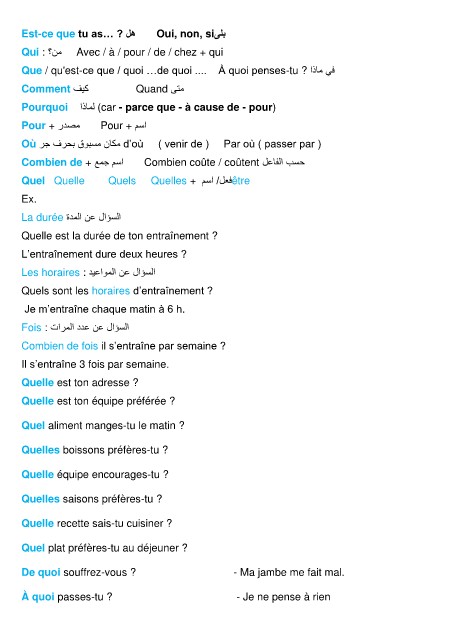 Est-ce que tu as… ? هل Oui, non, si بلى
Qui : من؟ Avec / à / pour / de / chez + qui
Que / qu'est-ce que / quoi …de quoi .... À quoi penses-tu ? في ماذا
Comment كيف Quand متى
Pourquoi لماذا (car - parce que - à cause de - pour)
Pour + مصدر Pour + اسم
Où مكان مسبوق بحرف جر d'où ( venir de ) Par où ( passer par )
Combien de + اسم جمع Combien coûte / coûtent حسب الفاعل
Quel Quelle Quels Quelles + اسم /فعل être
Ex.
La durée السؤال عن المدة
Quelle est la durée de ton entraînement ?
L'entraînement dure deux heures ?
Les horaires : السؤال عن المواعيد
Quels sont les horaires d'entraînement ?
Je m'entraîne chaque matin à 6 h.
Fois : السؤال عن عدد المرات
Combien de fois il s'entraîne par semaine ?
Il s'entraîne 3 fois par semaine.
Quelle est ton adresse ?
Quelle est ton équipe préférée ?
Quel aliment manges-tu le matin ?
Quelles boissons préfères-tu ?
Quelle équipe encourages-tu ?
Quelles saisons préfères-tu ?
Quelle recette sais-tu cuisiner ?
Quel plat préfères-tu au déjeuner ?
De quoi souffrez-vous ? - Ma jambe me fait mal.
À quoi passes-tu ? - Je ne pense à rien